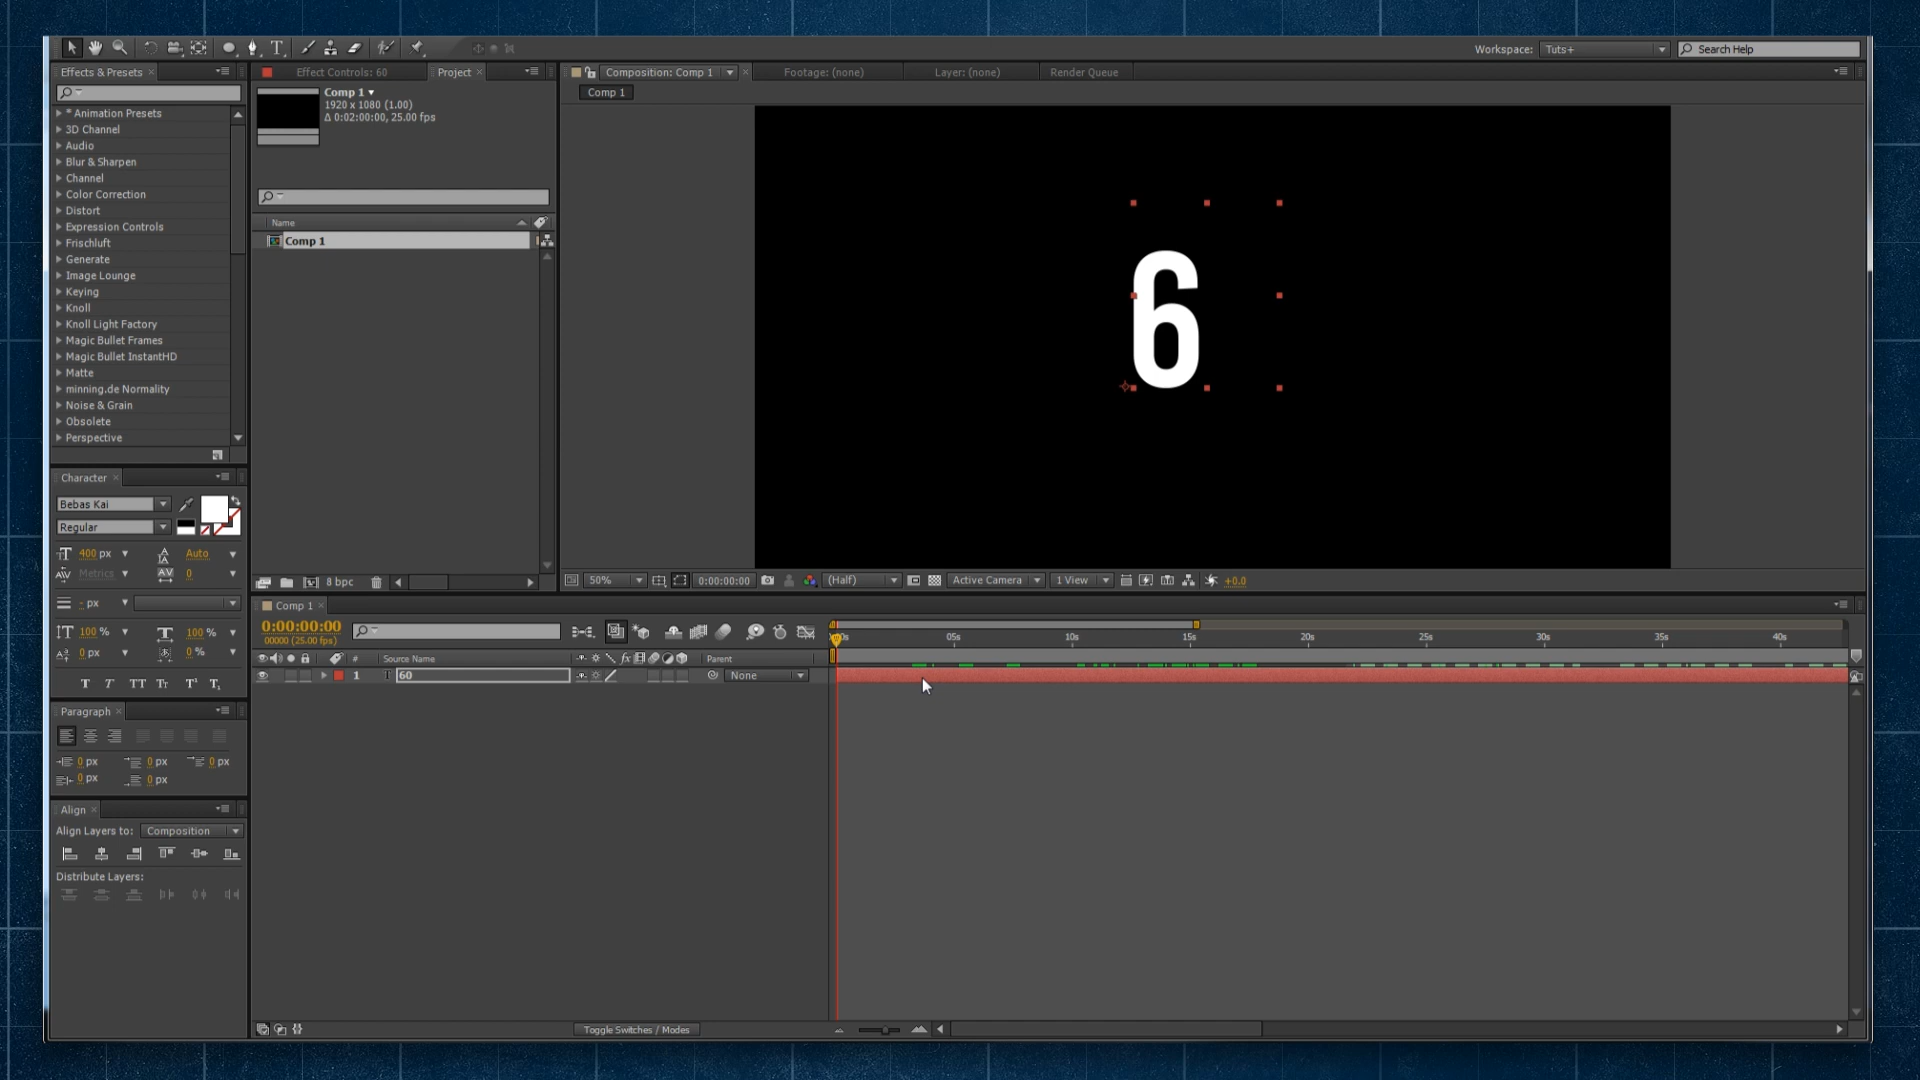 Workspace: Tuts+ Search Help
Effects & Presets
Effect Controls: 60 Project
Composition: Comp 1 Footage: (none) Layer: (none) Render Queue
Comp 1
Comp 1
1920 x 1080 (1.00)
Δ 0:02:00:00, 25.00 fps
* Animation Presets
3D Channel
Audio
Blur & Sharpen
Channel
Color Correction
Distort
Expression Controls
Frischluft
Generate
Image Lounge
Keying
Knoll
Knoll Light Factory
Magic Bullet Frames
Magic Bullet InstantHD
Matte
minning.de Normality
Noise & Grain
Obsolete
Perspective
Name
Comp 1
6
8 bpc
50% 0:00:00:00 (Half) Active Camera 1 View +0.0
Character
Bebas Kai
Regular
400 px Auto
Metrics 0
- px
100 % 100 %
0 px 0 %
T T TT Tr T¹ T₁
Paragraph
0 px 0 px 0 px
0 px 0 px
Align
Align Layers to: Composition
Distribute Layers:
Comp 1
0:00:00:00
00000 (25.00 fps)
05s 10s 15s 20s 25s 30s 35s 40s
# Source Name fx Parent
1 T 60 None
Toggle Switches / Modes